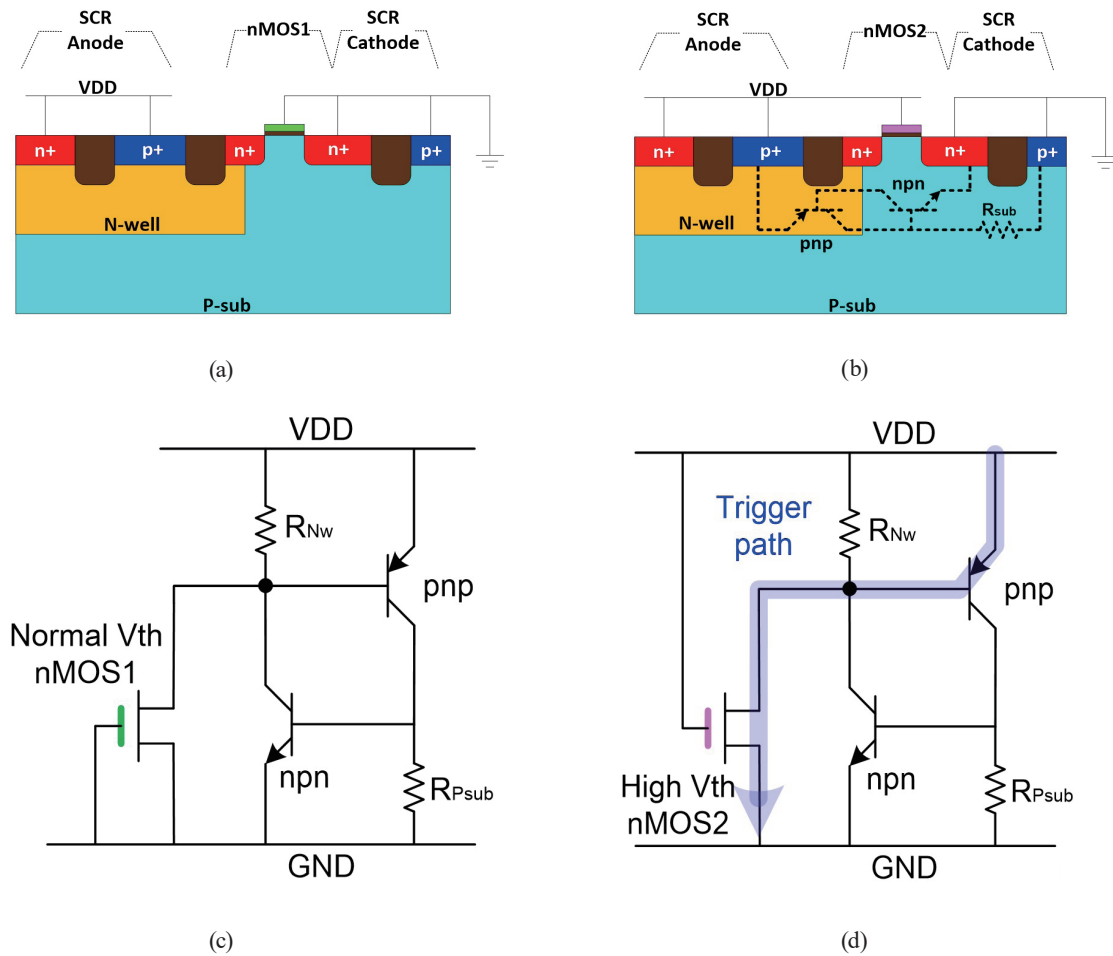 SCR
Anode
nMOS1
SCR
Cathode
VDD
n+
p+
n+
n+
p+
N-well
P-sub
(a)
SCR
Anode
nMOS2
SCR
Cathode
VDD
n+
p+
n+
n+
p+
npn
Rsub
N-well
pnp
P-sub
(b)
VDD
RNw
pnp
Normal Vth
nMOS1
npn
RPsub
GND
(c)
VDD
Trigger
path
RNw
pnp
High Vth
nMOS2
npn
RPsub
GND
(d)